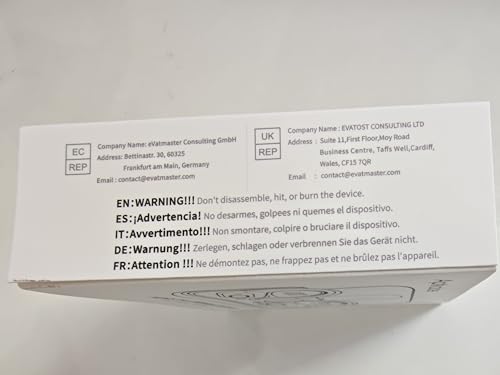 EC
REP
Company Name: eVatmaster Consulting GmbH
Address: Bettinastr. 30, 60325
Frankfurt am Main, Germany
Email : contact@evatmaster.com
UK
REP
Company Name : EVATOST CONSULTING LTD
Address : Suite 11,First Floor,Moy Road
Business Centre, Taffs Well,Cardiff,
Wales, CF15 7QR
Email : contact@evatmaster.com
EN:WARNING!!! Don't disassemble, hit, or burn the device.
ES:¡Advertencia! No desarmes, golpees ni quemes el dispositivo.
IT:Avvertimento!!! Non smontare, colpire o bruciare il dispositivo.
DE:Warnung!!! Zerlegen, schlagen oder verbrennen Sie das Gerät nicht.
FR:Attention !!! Ne démontez pas, ne frappez pas et ne brûlez pas l'appareil.